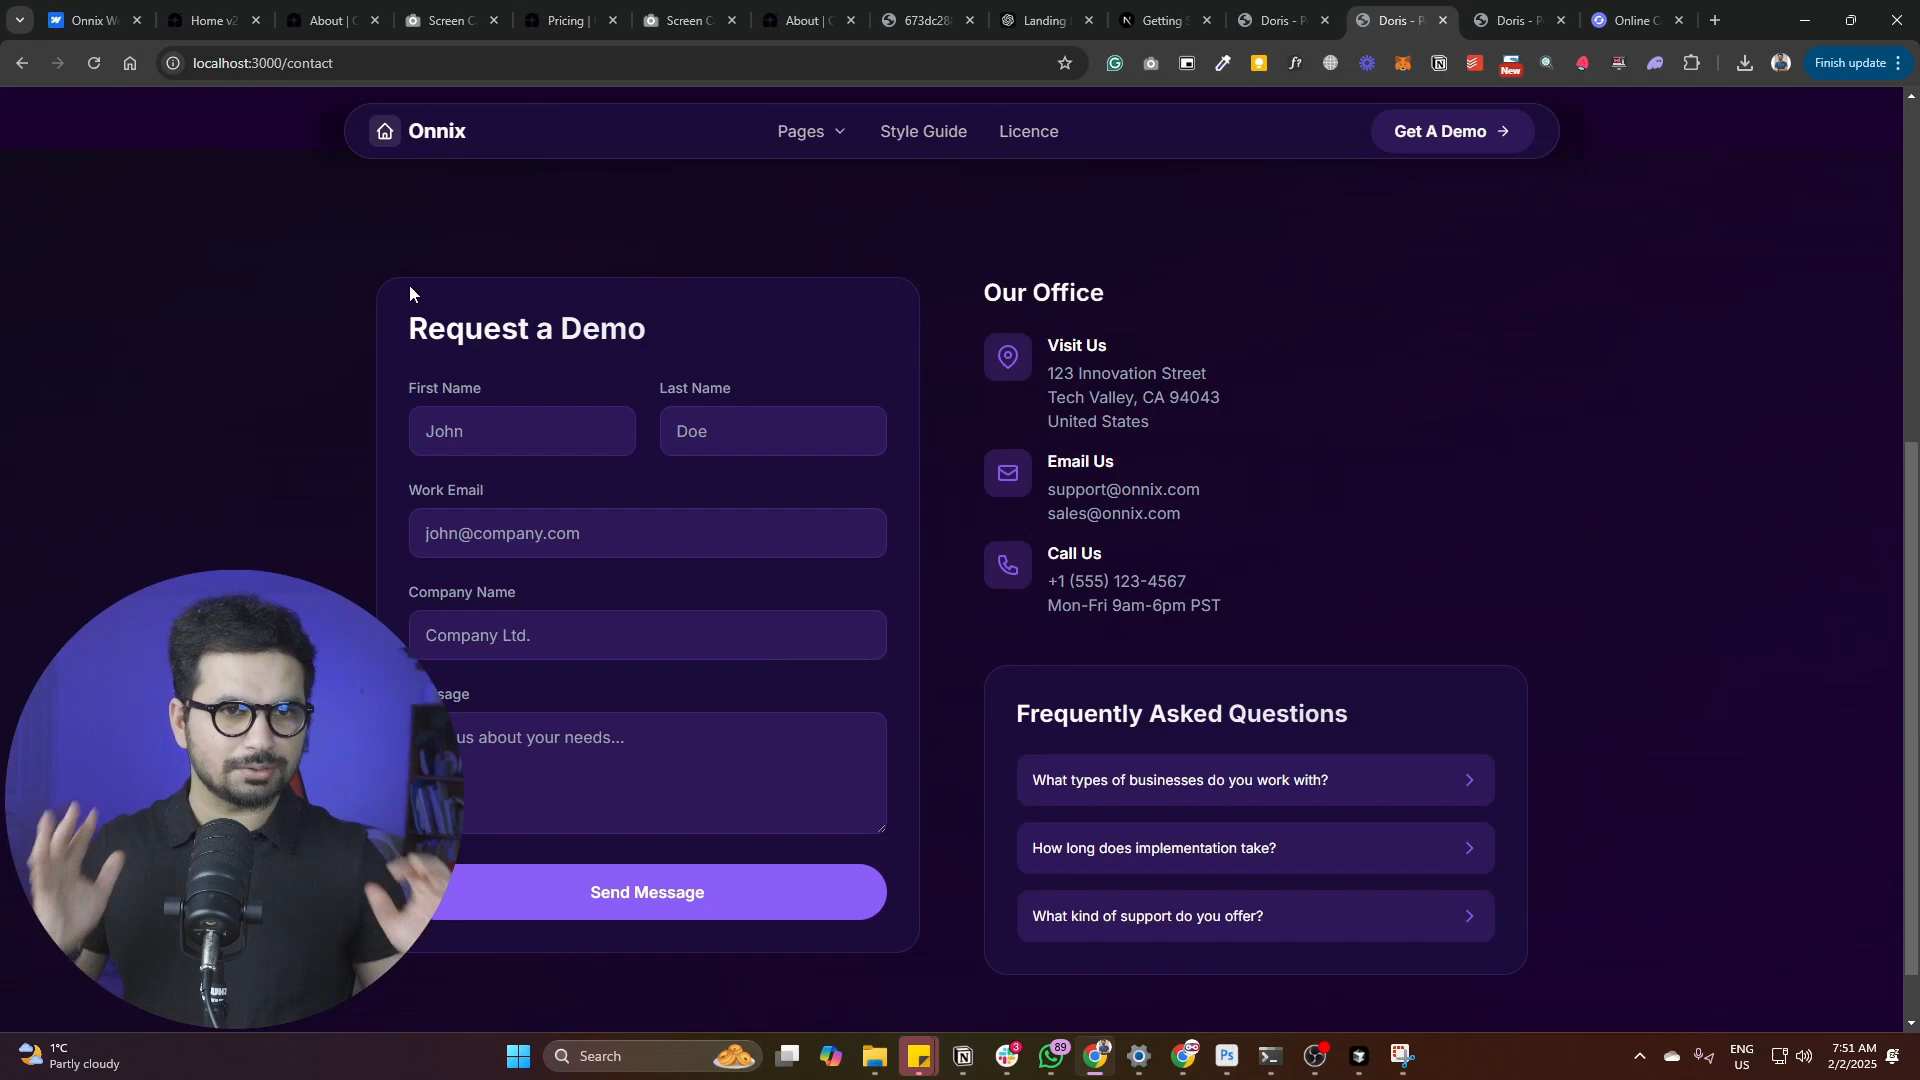 Onnix W
Home v2
About | C
Screen C
Pricing |
Screen C
About | C
673dc28
Landing
Getting S
Doris - P
Doris - P
Doris - P
Online C
localhost:3000/contact
New
Finish update
Onnix
Pages
Style Guide
Licence
Get A Demo
Request a Demo
First Name
Last Name
John
Doe
Work Email
john@company.com
Company Name
Company Ltd.
sage
us about your needs...
Send Message
Our Office
Visit Us
123 Innovation Street
Tech Valley, CA 94043
United States
Email Us
support@onnix.com
sales@onnix.com
Call Us
+1 (555) 123-4567
Mon-Fri 9am-6pm PST
Frequently Asked Questions
What types of businesses do you work with?
How long does implementation take?
What kind of support do you offer?
1°C
Partly cloudy
Search
3
89
Ps
ENG
US
7:51 AM
2/2/2025